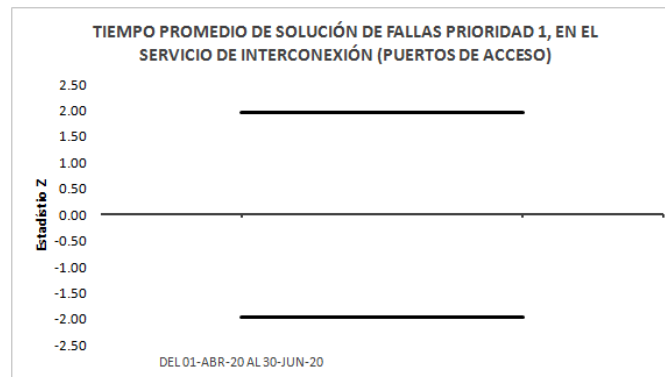 TIEMPO PROMEDIO DE SOLUCIÓN DE FALLAS PRIORIDAD 1, EN EL
SERVICIO DE INTERCONEXIÓN (PUERTOS DE ACCESO)
Estadístio Z
2.50
2.00
1.50
1.00
0.50
0.00
-0.50
-1.00
-1.50
-2.00
-2.50
DEL 01-ABR-20 AL 30-JUN-20